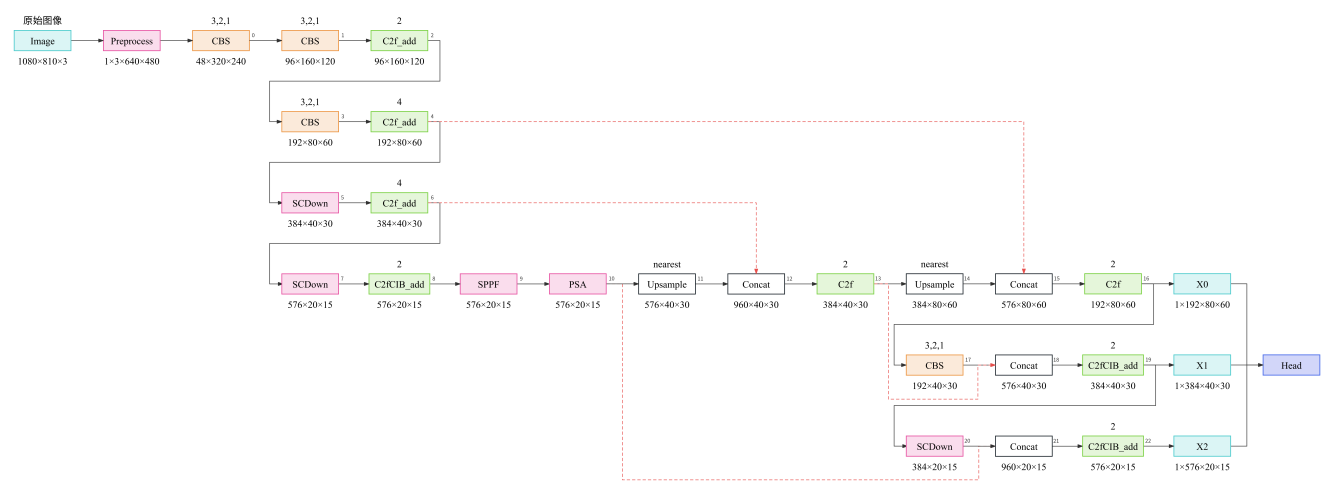 原始图像
3,2,1
3,2,1
2
Image
Preprocess
CBS
0
CBS
1
C2f_add
2
1080×810×3
1×3×640×480
48×320×240
96×160×120
96×160×120
3,2,1
4
CBS
3
C2f_add
4
192×80×60
192×80×60
4
SCDown
5
C2f_add
6
384×40×30
384×40×30
2
nearest
2
nearest
2
SCDown
7
C2fCIB_add
8
SPPF
9
PSA
10
Upsample
11
Concat
12
C2f
13
Upsample
14
Concat
15
C2f
16
X0
576×20×15
576×20×15
576×20×15
576×20×15
576×40×30
960×40×30
384×40×30
384×80×60
576×80×60
192×80×60
1×192×80×60
3,2,1
2
CBS
17
Concat
18
C2fCIB_add
19
X1
Head
192×40×30
576×40×30
384×40×30
1×384×40×30
2
SCDown
20
Concat
21
C2fCIB_add
22
X2
384×20×15
960×20×15
576×20×15
1×576×20×15